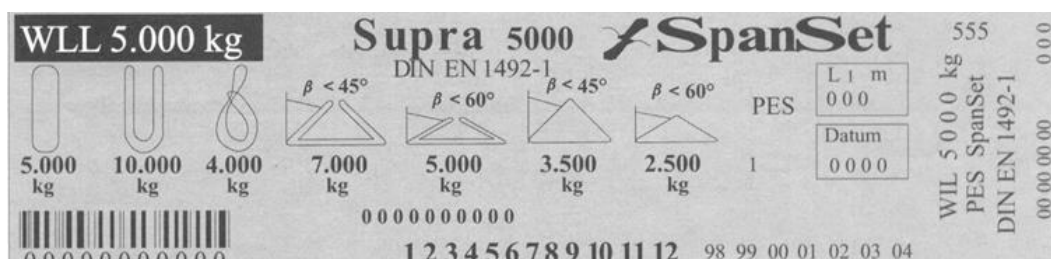 WLL 5.000 kg
Supra 5000
SpanSet
DIN EN 1492-1
β < 45°
β < 60°
β < 45°
β < 60°
5.000 kg
10.000 kg
4.000 kg
7.000 kg
5.000 kg
3.500 kg
2.500 kg
PES
1
L 1 m
000
Datum
0000
0000000000
1 2 3 4 5 6 7 8 9 10 11 12
98 99 00 01 02 03 04
555
WIL 5000 kg
PES SpanSet
DIN EN 1492-1
000
00 00 00 00